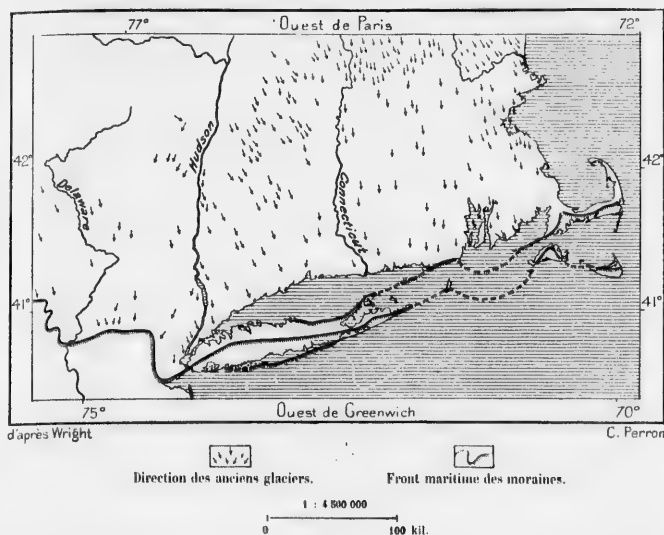 77° Ouest de Paris 72°
Hudson
Connecticut
Delaware
42° 42°
41° 41°
75° Ouest de Greenwich 70°
d'après Wright C. Perron
Direction des anciens glaciers. Front maritime des moraines.
1 : 4 800 000
0 100 kil.